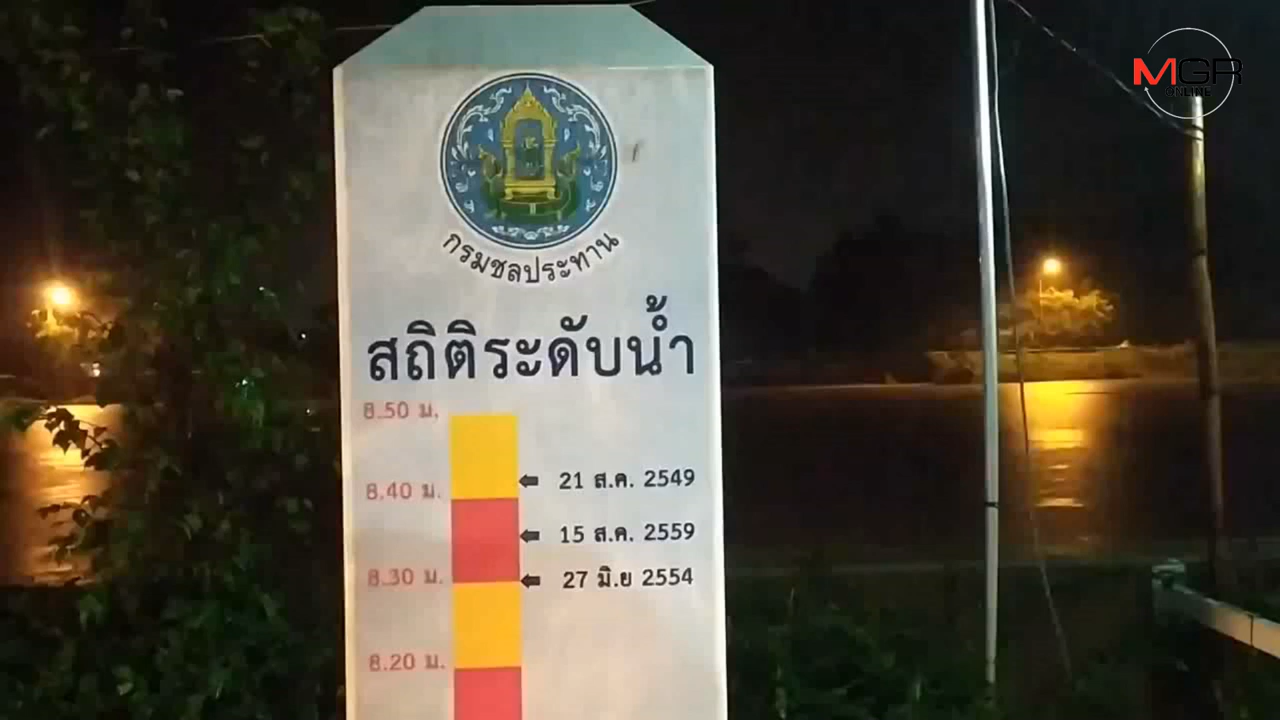 MGR
ONLINE
กรมชลประทาน
สถิติระดับน้ำ
8.50 ม.
21 ส.ค. 2549
8.40 ม.
15 ส.ค. 2559
8.30 ม.
27 มิ.ย 2554
8.20 ม.